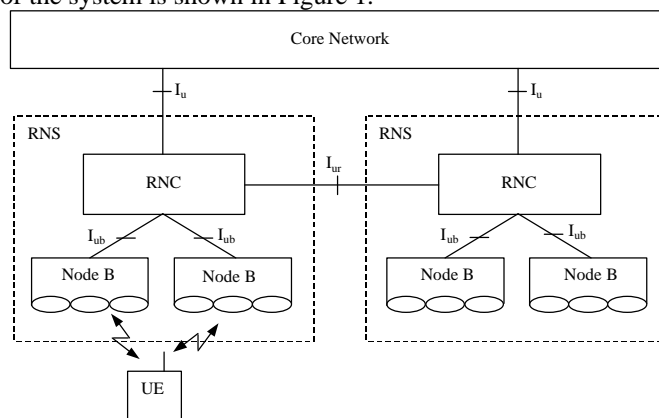 of the system is shown in Figure 1.
Core Network
Iu
Iu
RNS
RNS
Iur
RNC
RNC
Iub
Iub
Iub
Iub
Node B
Node B
Node B
Node B
UE